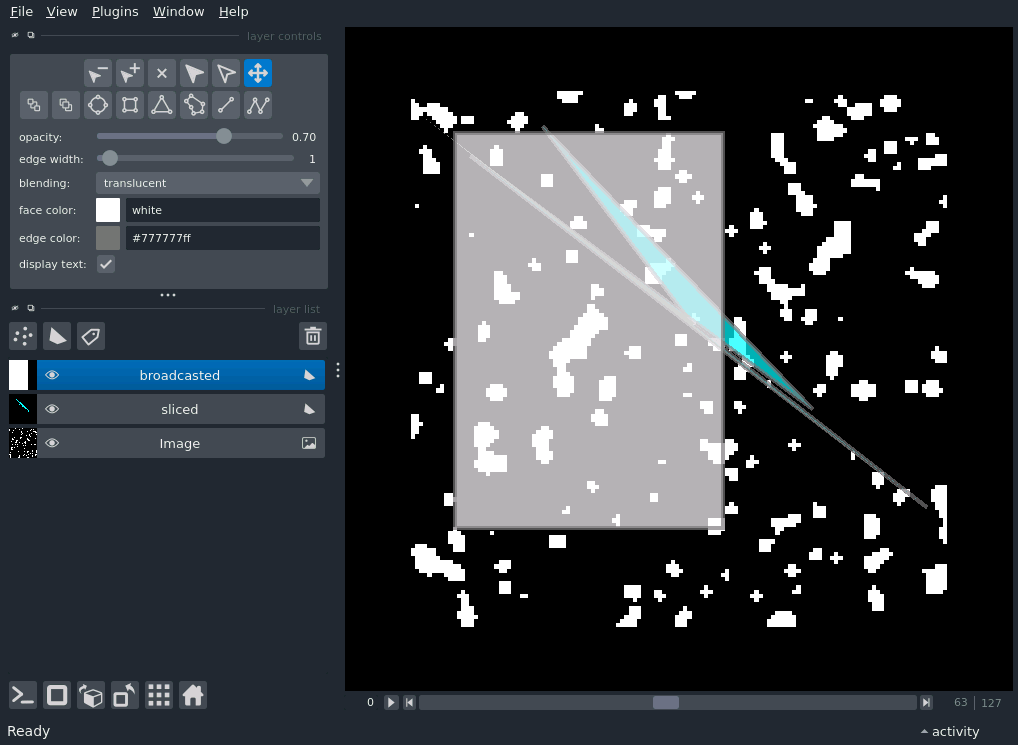 File View Plugins Window Help
layer controls
opacity: 0.70
edge width: 1
blending: translucent
face color: white
edge color: #777777ff
display text:
layer list
broadcasted
sliced
Image
0 63 127
Ready activity